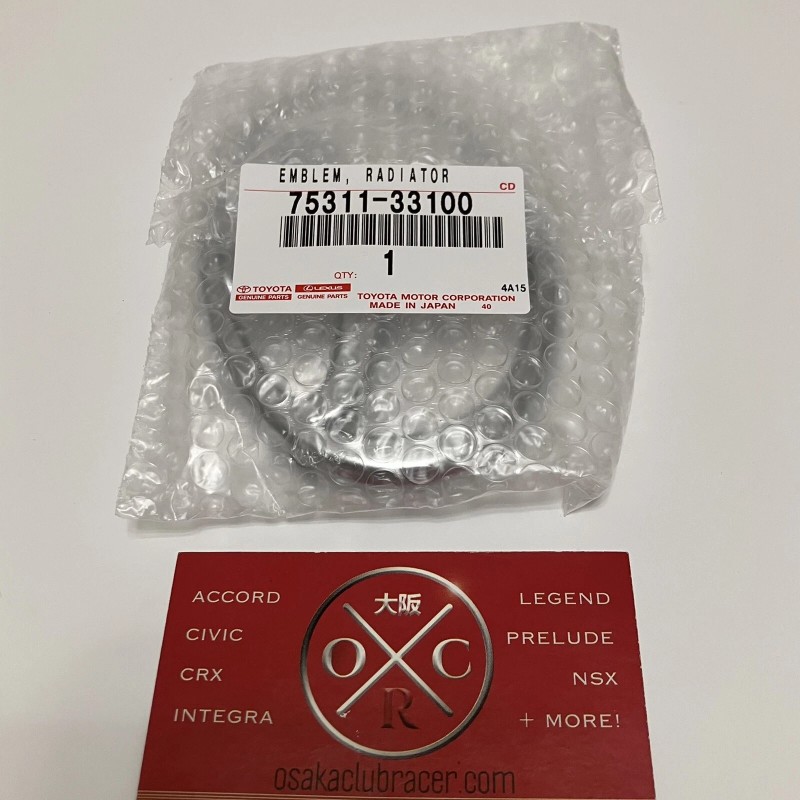 EMBLEM, RADIATOR
CD
75311-33100
1
QTY:
4A15
TOYOTA
GENUINE PARTS
LEXUS
GENUINE PARTS
TOYOTA MOTOR CORPORATION
MADE IN JAPAN 40
ACCORD
CIVIC
CRX
INTEGRA
大阪
O C
R
LEGEND
PRELUDE
NSX
+ MORE!
osakaclubracer.com